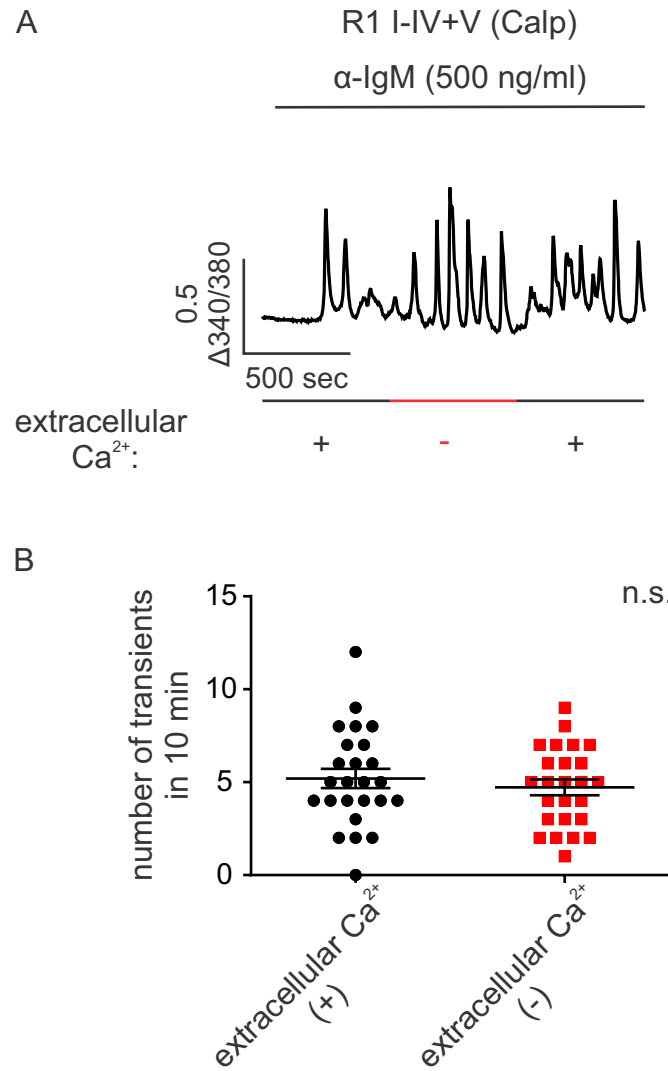 A
R1 I-IV+V (Calp)
α-IgM (500 ng/ml)
0.5
Δ340/380
500 sec
extracellular
Ca²⁺:
+
-
+
B
n.s.
number of transients
in 10 min
15
10
5
0
extracellular Ca²⁺
(+)
extracellular Ca²⁺
(-)